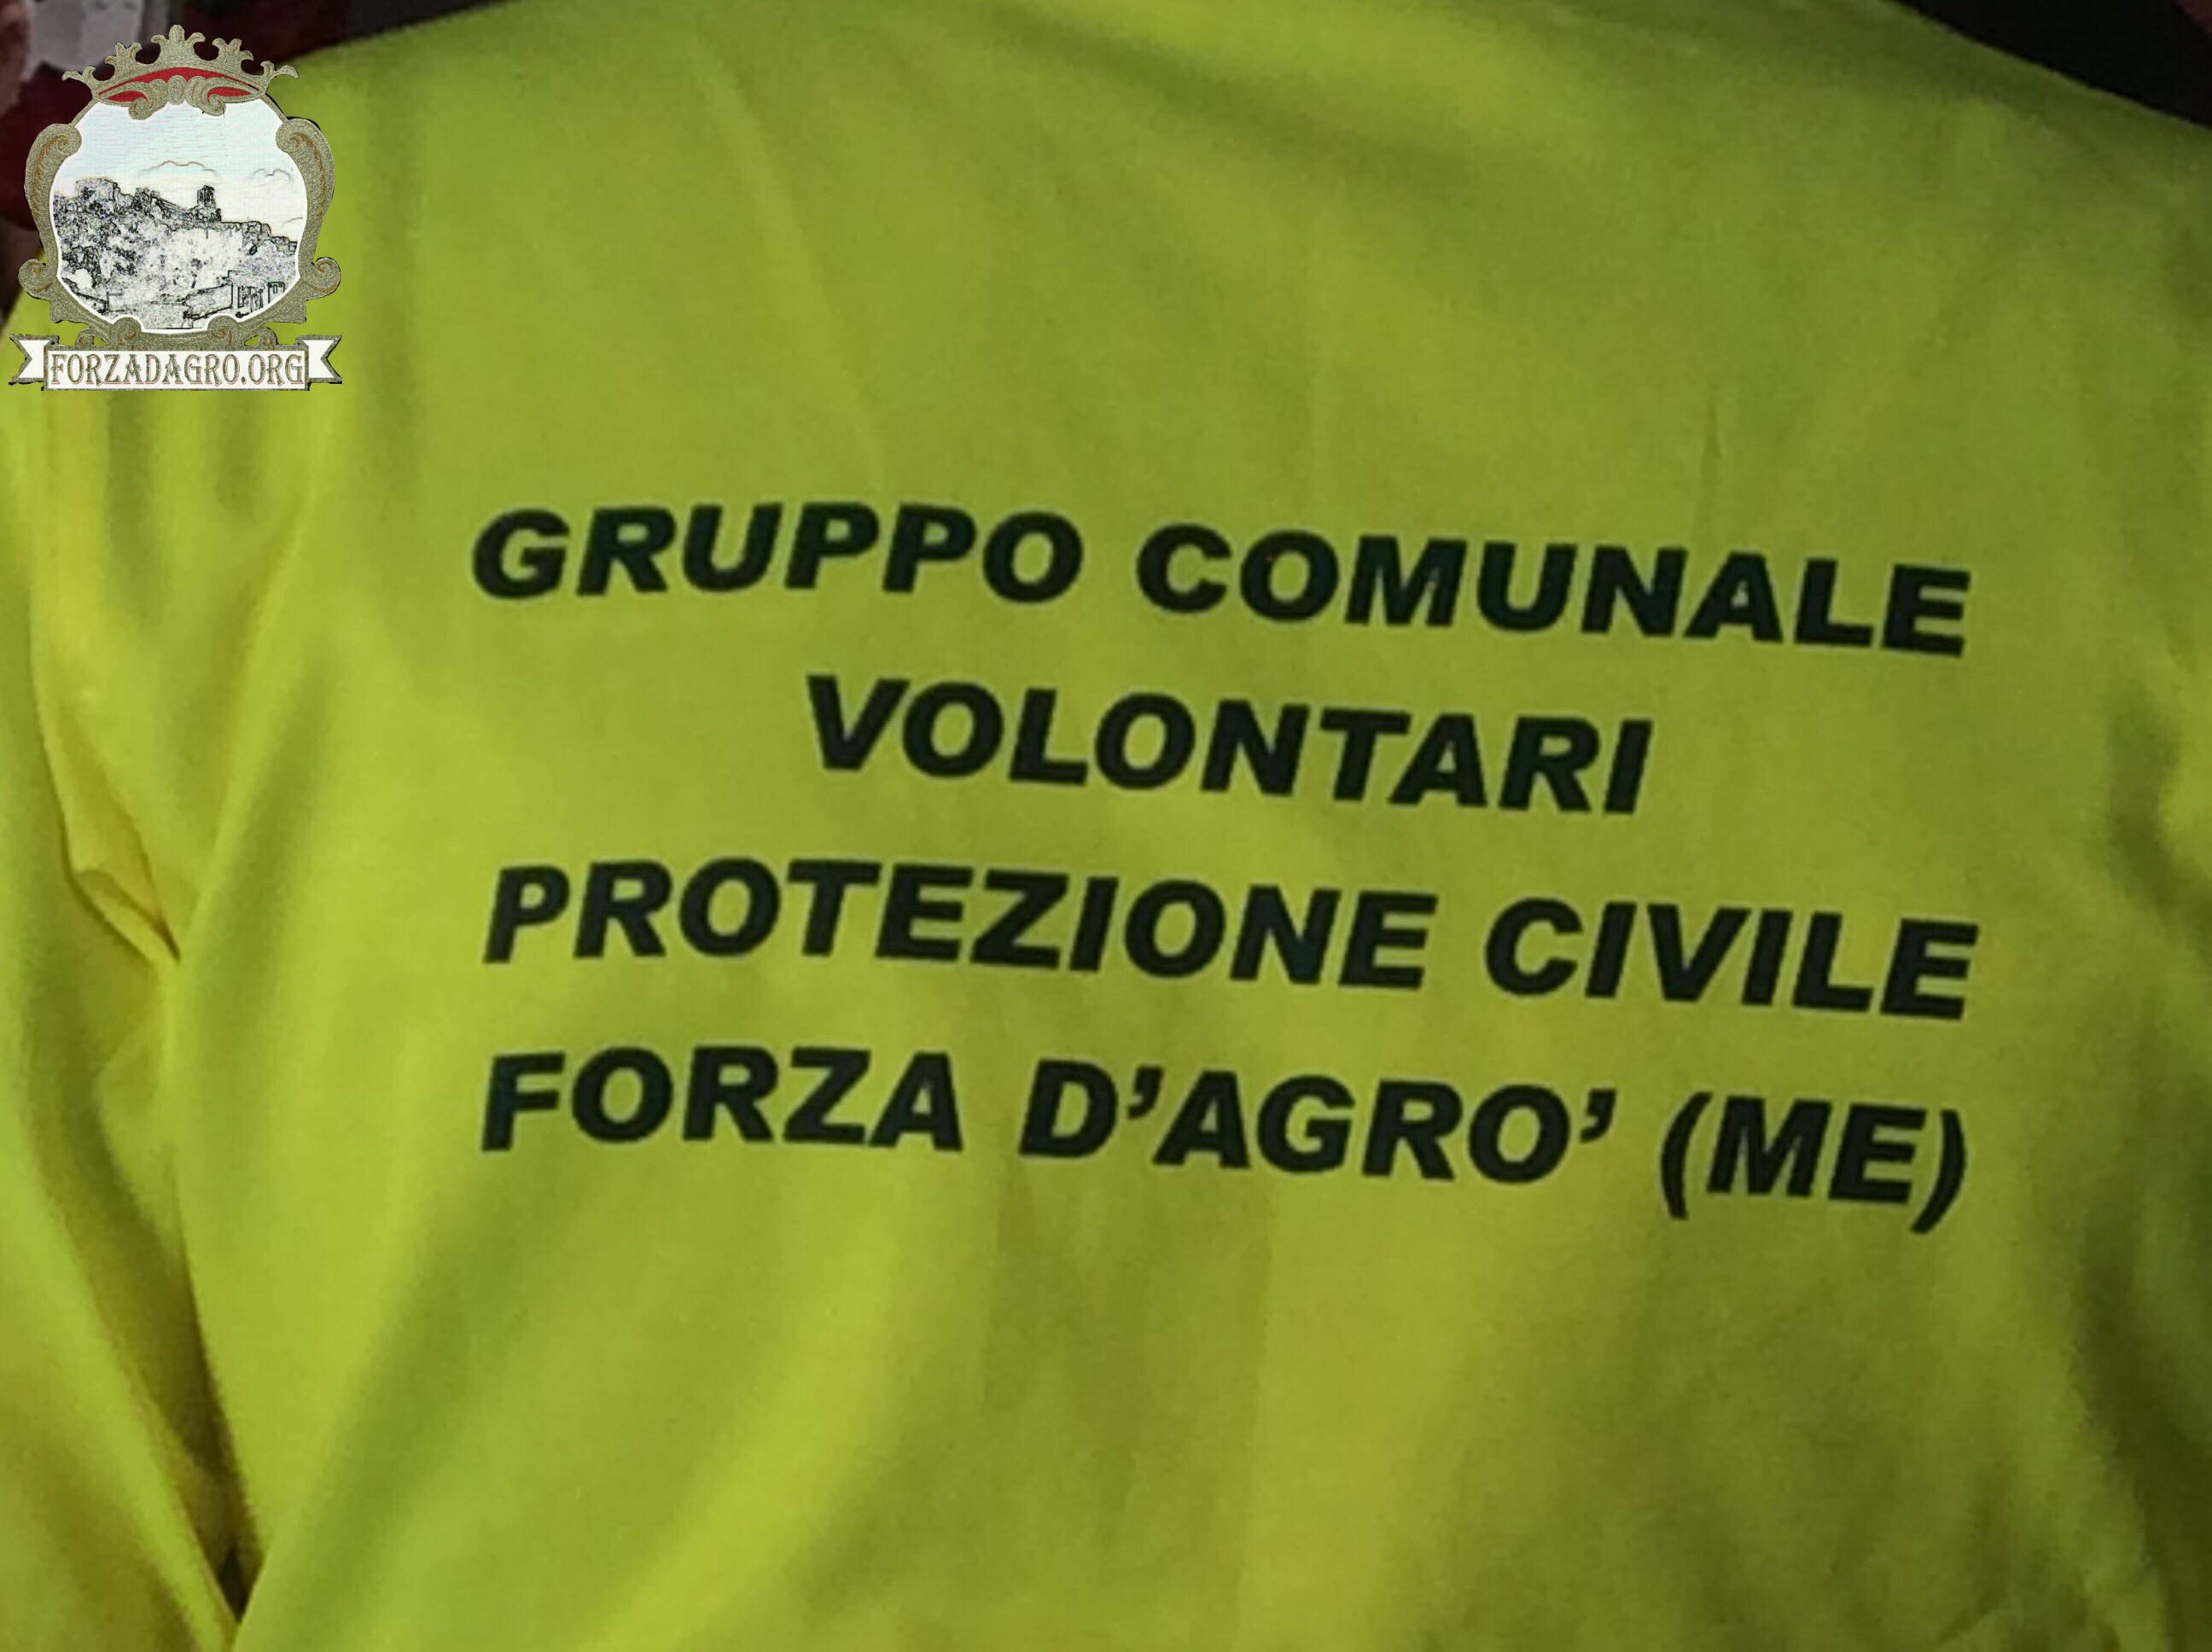 FORZADAGRO.ORG
GRUPPO COMUNALE
VOLONTARI
PROTEZIONE CIVILE
FORZA D’AGRO’ (ME)